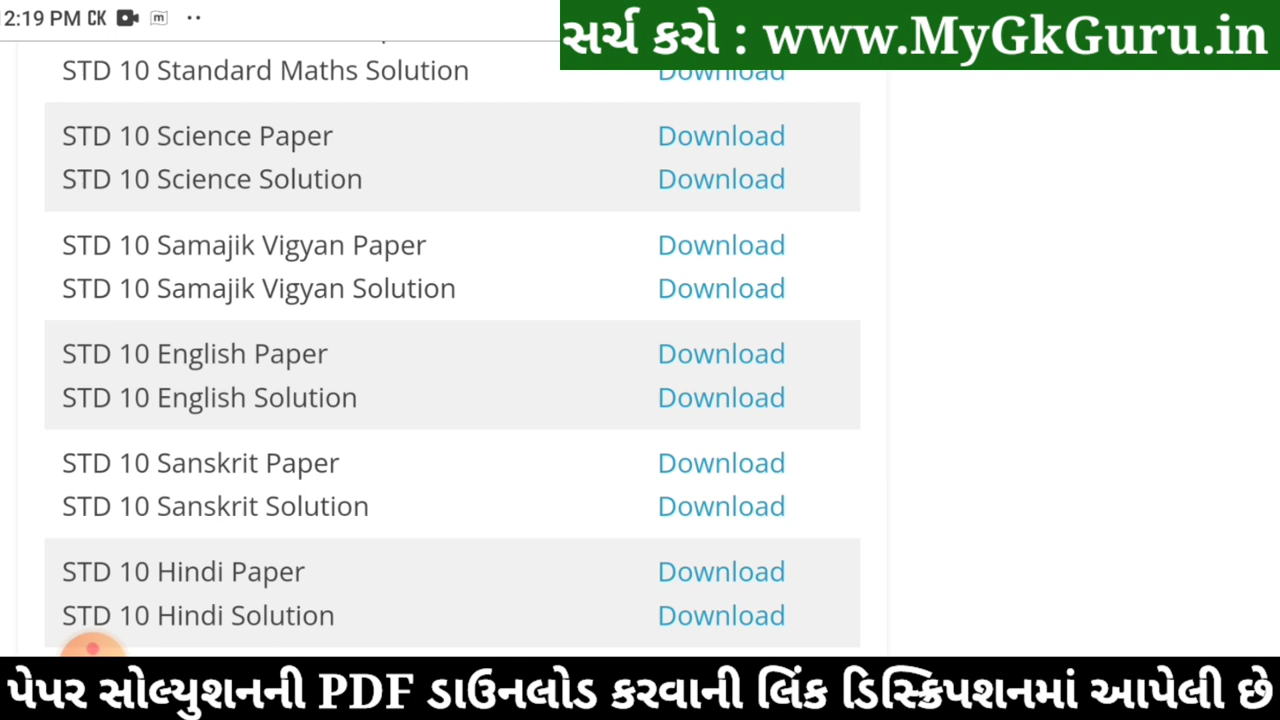 2:19 PM CK m
સર્ચ કરો : www.MyGkGuru.in
STD 10 Standard Maths Solution Download
STD 10 Science Paper Download
STD 10 Science Solution Download
STD 10 Samajik Vigyan Paper Download
STD 10 Samajik Vigyan Solution Download
STD 10 English Paper Download
STD 10 English Solution Download
STD 10 Sanskrit Paper Download
STD 10 Sanskrit Solution Download
STD 10 Hindi Paper Download
STD 10 Hindi Solution Download
પેપર સોલ્યુશનની PDF ડાઉનલોડ કરવાની લિંક ડિસ્ક્રિપશનમાં આપેલી છે